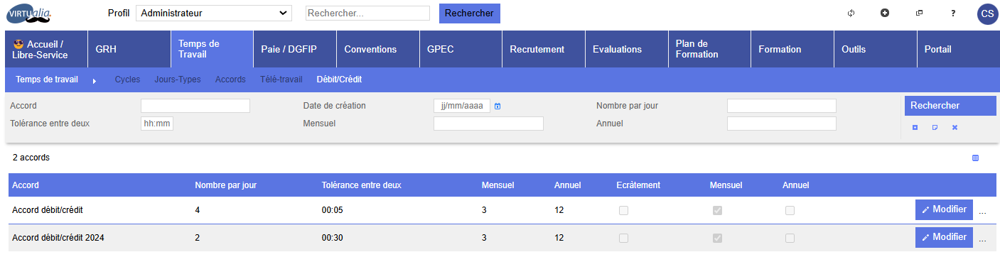 VIRTUalia Profil Administrateur Rechercher... Rechercher ? CS
Accueil / Libre-Service GRH Temps de Travail Paie / DGFIP Conventions GPEC Recrutement Evaluations Plan de Formation Formation Outils Portail
Temps de travail Cycles Jours-Types Accords Télé-travail Débit/Crédit
Accord Date de création jj/mm/aaaa Nombre par jour Rechercher
Tolérance entre deux hh:mm Mensuel Annuel
2 accords
Accord Nombre par jour Tolérance entre deux Mensuel Annuel Ecrâtement Mensuel Annuel
Accord débit/crédit 4 00:05 3 12 Modifier ...
Accord débit/crédit 2024 2 00:30 3 12 Modifier ...